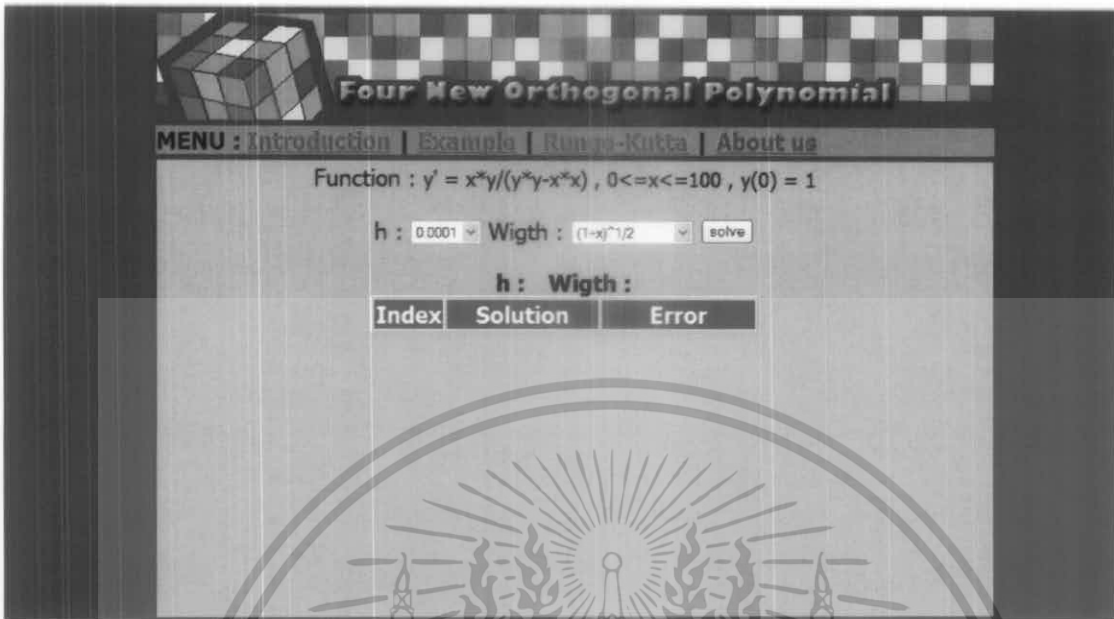 Four New Orthogonal Polynomial
MENU : Introduction | Example | Runge-Kutta | About us
Function : y' = x*y/(y*y-x*x) , 0<=x<=100 , y(0) = 1
h : 0.0001 Wigth : (1-x)^1/2 solve
h : Wigth :
Index Solution Error